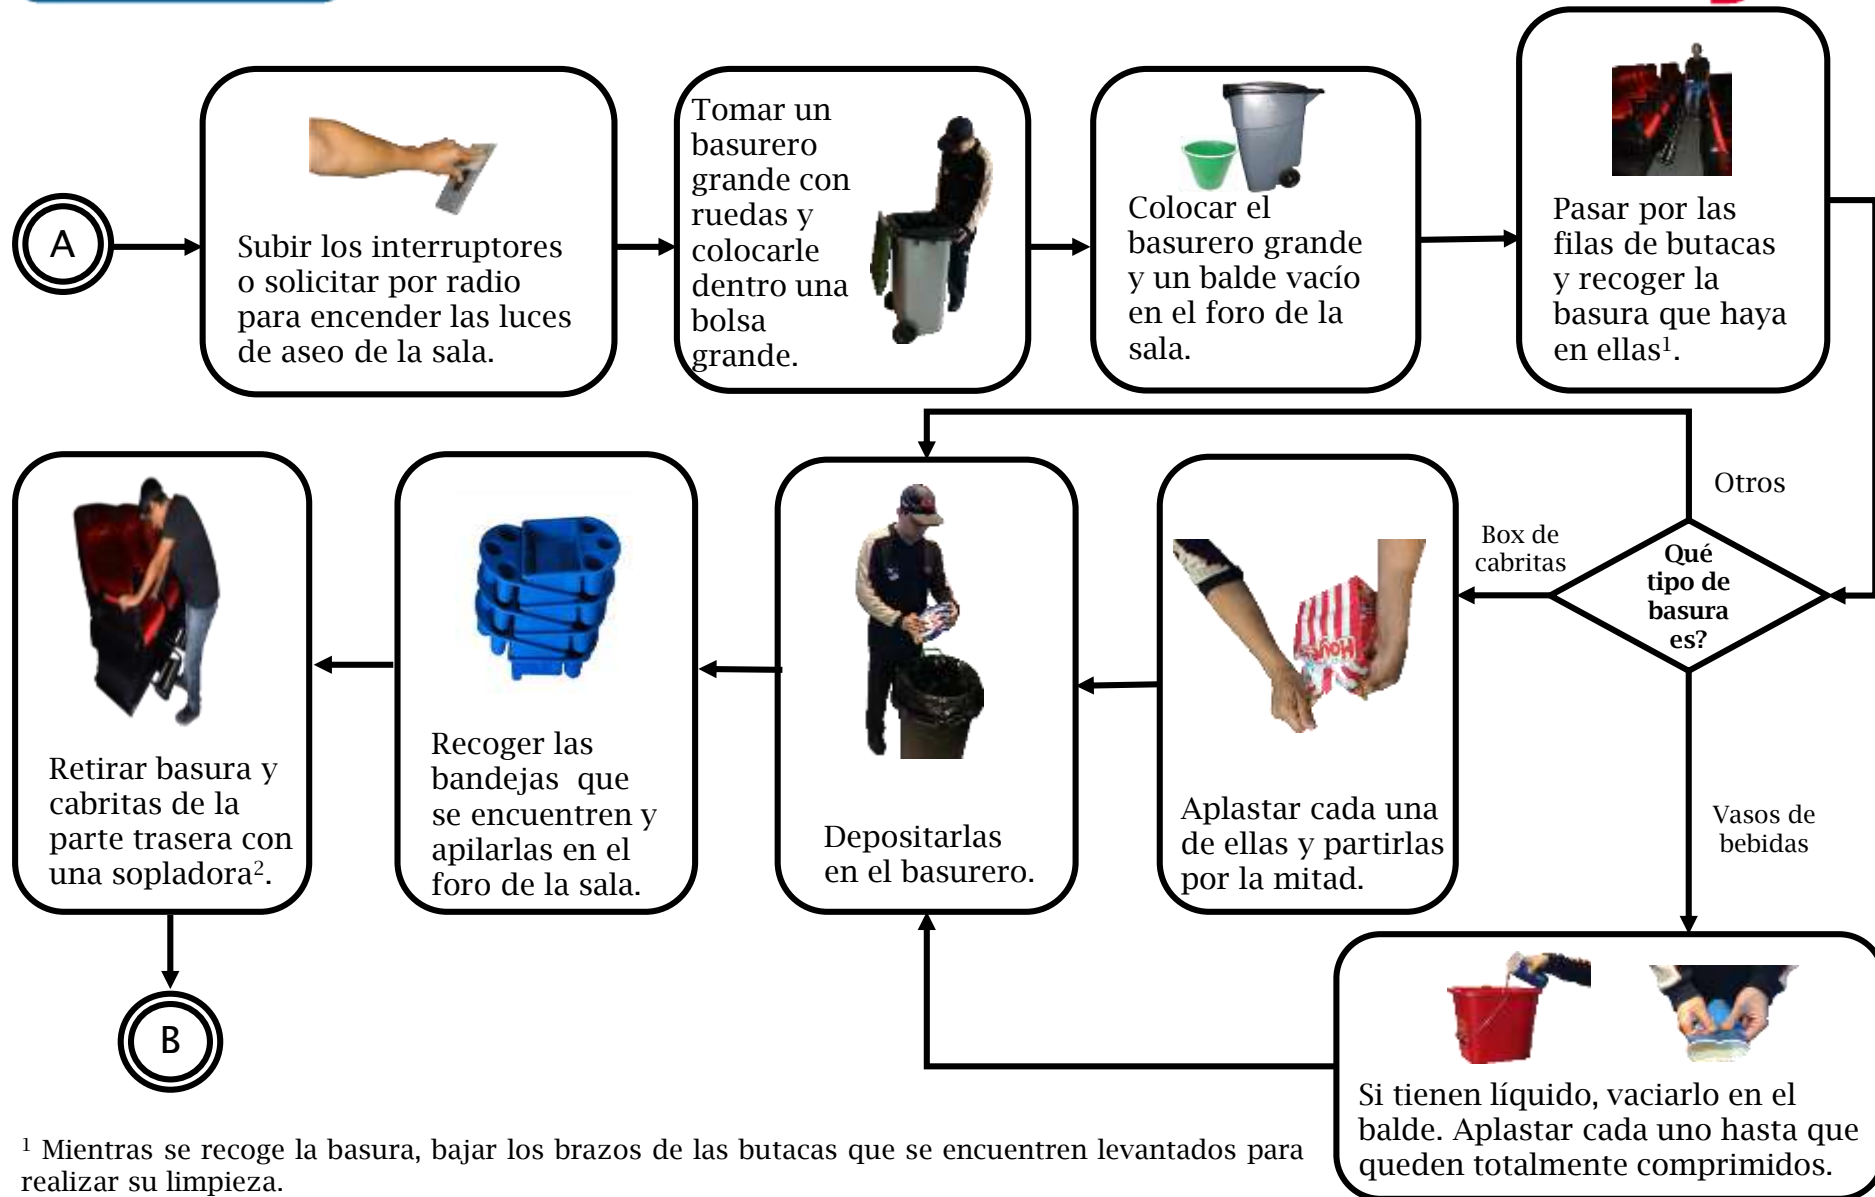 A
Subir los interruptores
o solicitar por radio
para encender las luces
de aseo de la sala.
Tomar un
basurero
grande con
ruedas y
colocarle
dentro una
bolsa
grande.
Colocar el
basurero grande
y un balde vacío
en el foro de la
sala.
Pasar por las
filas de butacas
y recoger la
basura que haya
en ellas¹.
Qué
tipo de
basura
es?
Otros
Box de
cabritas
Vasos de
bebidas
Aplastar cada una
de ellas y partirlas
por la mitad.
Si tienen líquido, vaciarlo en el
balde. Aplastar cada uno hasta que
queden totalmente comprimidos.
Depositarlas
en el basurero.
Recoger las
bandejas que
se encuentren y
apilarlas en el
foro de la sala.
Retirar basura y
cabritas de la
parte trasera con
una sopladora².
B
¹ Mientras se recoge la basura, bajar los brazos de las butacas que se encuentren levantados para
realizar su limpieza.